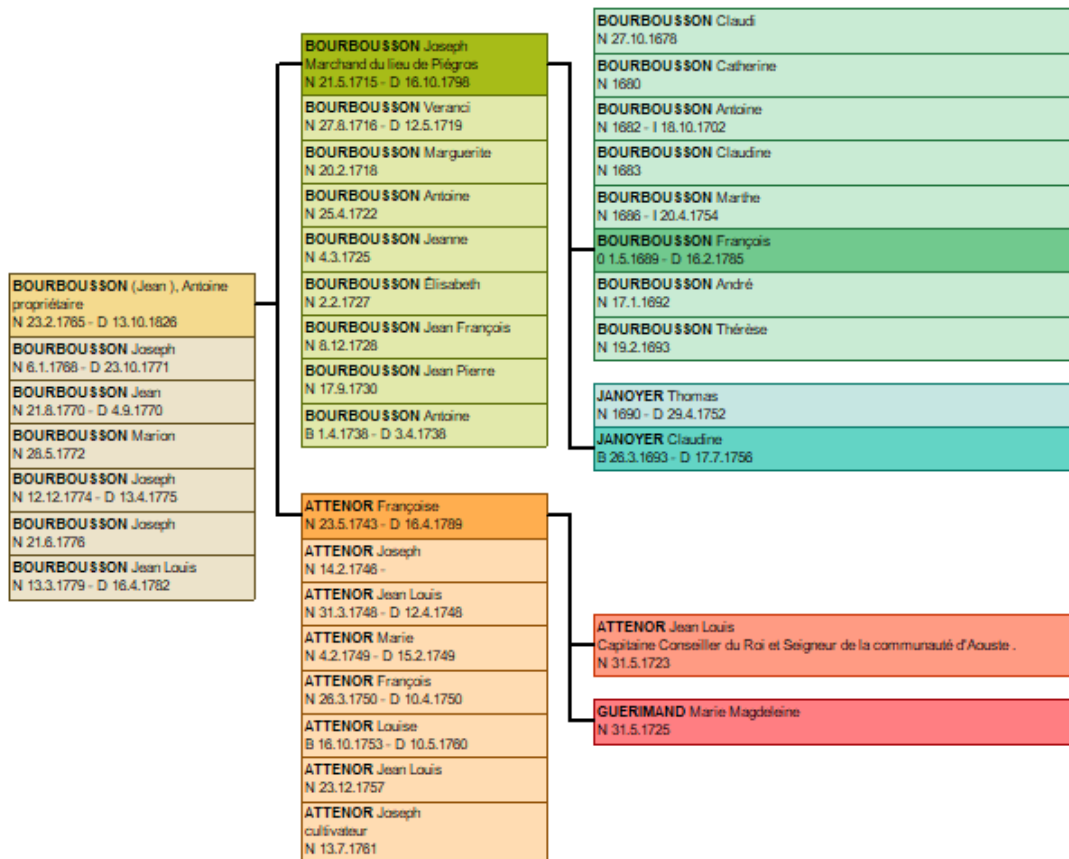 BOURBOUSSON (Jean ), Antoine
propriétaire
N 23.2.1765 - D 13.10.1826
BOURBOUSSON Joseph
N 6.1.1768 - D 23.10.1771
BOURBOUSSON Jean
N 21.8.1770 - D 4.9.1770
BOURBOUSSON Marion
N 28.5.1772
BOURBOUSSON Joseph
N 12.12.1774 - D 13.4.1775
BOURBOUSSON Joseph
N 21.6.1776
BOURBOUSSON Jean Louis
N 13.3.1779 - D 16.4.1782
BOURBOUSSON Joseph
Marchand du lieu de Piégros
N 21.5.1715 - D 16.10.1798
BOURBOUSSON Veranci
N 27.8.1716 - D 12.5.1719
BOURBOUSSON Marguerite
N 20.2.1718
BOURBOUSSON Antoine
N 25.4.1722
BOURBOUSSON Jeanne
N 4.3.1725
BOURBOUSSON Élisabeth
N 2.2.1727
BOURBOUSSON Jean François
N 8.12.1728
BOURBOUSSON Jean Pierre
N 17.9.1730
BOURBOUSSON Antoine
B 1.4.1738 - D 3.4.1738
ATTENOR Françoise
N 23.5.1743 - D 16.4.1789
ATTENOR Joseph
N 14.2.1746 -
ATTENOR Jean Louis
N 31.3.1748 - D 12.4.1748
ATTENOR Marie
N 4.2.1749 - D 15.2.1749
ATTENOR François
N 26.3.1750 - D 10.4.1750
ATTENOR Louise
B 16.10.1753 - D 10.5.1760
ATTENOR Jean Louis
N 23.12.1757
ATTENOR Joseph
cultivateur
N 13.7.1761
BOURBOUSSON Claudi
N 27.10.1678
BOURBOUSSON Catherine
N 1680
BOURBOUSSON Antoine
N 1682 - I 18.10.1702
BOURBOUSSON Claudine
N 1683
BOURBOUSSON Marthe
N 1686 - I 20.4.1754
BOURBOUSSON François
0 1.5.1689 - D 16.2.1785
BOURBOUSSON André
N 17.1.1692
BOURBOUSSON Thérèse
N 19.2.1693
JANOYER Thomas
N 1690 - D 29.4.1752
JANOYER Claudine
B 26.3.1693 - D 17.7.1756
ATTENOR Jean Louis
Capitaine Conseiller du Roi et Seigneur de la communauté d'Aouste .
N 31.5.1723
GUERIMAND Marie Magdeleine
N 31.5.1725